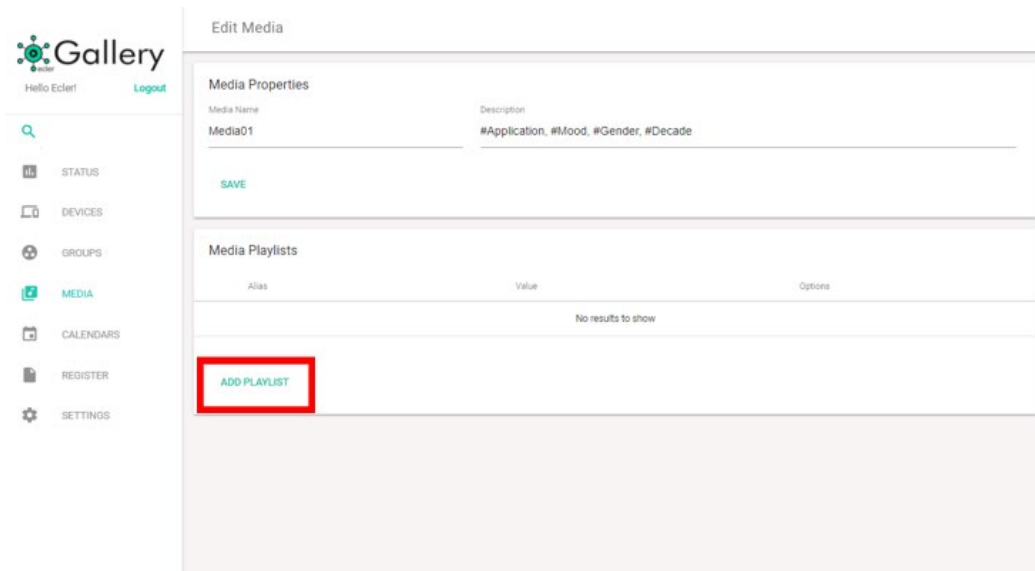 Edit Media
Gallery
ecler
Hello Ecler! Logout
STATUS
DEVICES
GROUPS
MEDIA
CALENDARS
REGISTER
SETTINGS
Media Properties
Media Name Description
Media01 #Application, #Mood, #Gender, #Decade
SAVE
Media Playlists
Alias Value Options
No results to show
ADD PLAYLIST